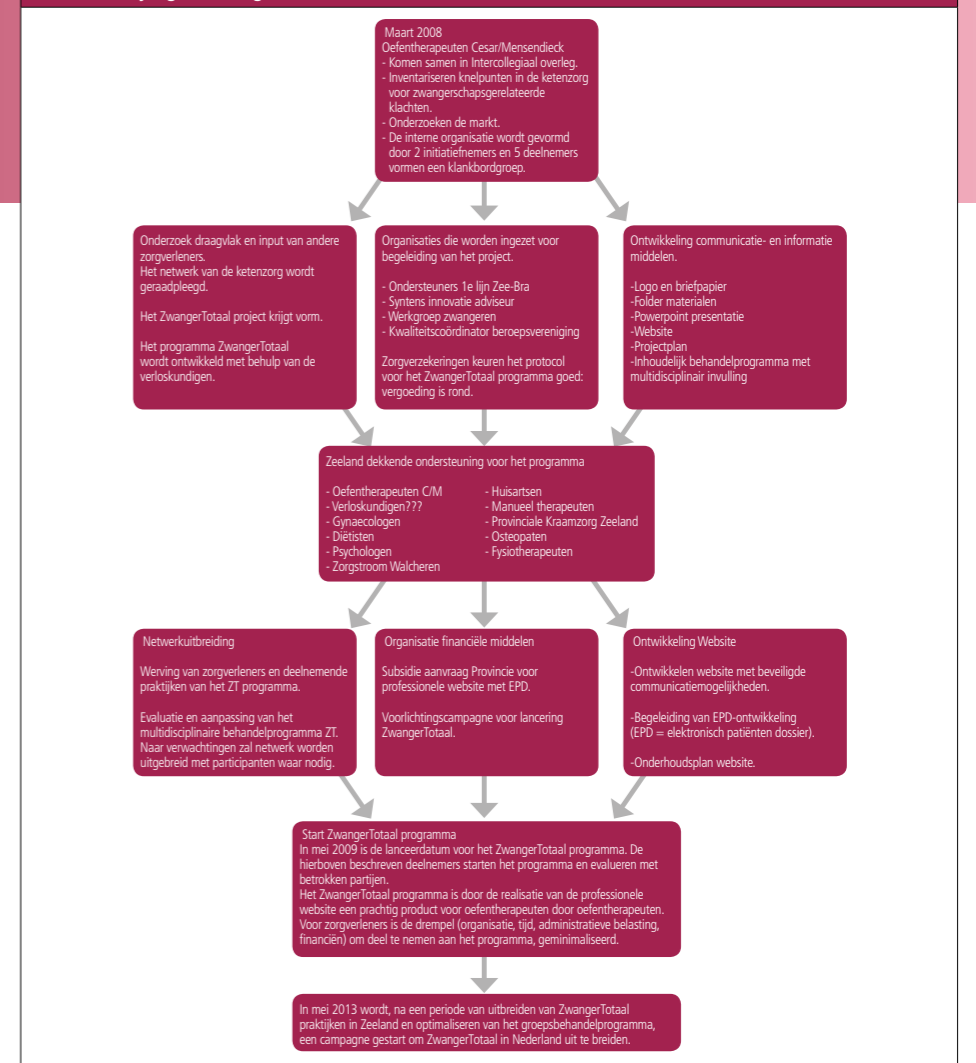 Maart 2008
Oefentherapeuten Cesar/Mensendieck
- Komen samen in Intercollegiaal overleg.
- Inventariseren knelpunten in de ketenzorg
voor zwangerschapsgerelateerde
klachten.
- Onderzoeken de markt.
- De interne organisatie wordt gevormd
door 2 initiatiefnemers en 5 deelnemers
vormen een klankbordgroep.
Onderzoek draagvlak en input van andere
zorgverleners.
Het netwerk van de ketenzorg wordt
geraadpleegd.
Het ZwangerTotaal project krijgt vorm.
Het programma ZwangerTotaal
wordt ontwikkeld met behulp van de
verloskundigen.
Organisaties die worden ingezet voor
begeleiding van het project.
- Ondersteuners 1e lijn Zee-Bra
- Syntens innovatie adviseur
- Werkgroep zwangeren
- Kwaliteitscoördinator beroepsvereniging
Zorgverzekeringen keuren het protocol
voor het ZwangerTotaal programma goed:
vergoeding is rond.
Ontwikkeling communicatie- en informatie
middelen.
-Logo en briefpapier
-Folder materialen
-Powerpoint presentatie
-Website
-Projectplan
-Inhoudelijk behandelprogramma met
multidisciplinair invulling
Zeeland dekkende ondersteuning voor het programma
- Oefentherapeuten C/M
- Verloskundigen???
- Gynaecologen
- Diëtisten
- Psychologen
- Zorgstroom Walcheren
- Huisartsen
- Manueel therapeuten
- Provinciale Kraamzorg Zeeland
- Osteopaten
- Fysiotherapeuten
Netwerkuitbreiding
Werving van zorgverleners en deelnemende
praktijken van het ZT programma.
Evaluatie en aanpassing van het
multidisciplinaire behandelprogramma ZT.
Naar verwachtingen zal netwerk worden
uitgebreid met participanten waar nodig.
Organisatie financiële middelen
Subsidie aanvraag Provincie voor
professionele website met EPD.
Voorlichtingscampagne voor lancering
ZwangerTotaal.
Ontwikkeling Website
-Ontwikkelen website met beveiligde
communicatiemogelijkheden.
-Begeleiding van EPD-ontwikkeling
(EPD = elektronisch patiënten dossier).
-Onderhoudsplan website.
Start ZwangerTotaal programma
In mei 2009 is de lanceerdatum voor het ZwangerTotaal programma. De
hierboven beschreven deelnemers starten het programma en evalueren met
betrokken partijen.
Het ZwangerTotaal programma is door de realisatie van de professionele
website een prachtig product voor oefentherapeuten door oefentherapeuten.
Voor zorgverleners is de drempel (organisatie, tijd, administratieve belasting,
financiën) om deel te nemen aan het programma, geminimaliseerd.
In mei 2013 wordt, na een periode van uitbreiden van ZwangerTotaal
praktijken in Zeeland en optimaliseren van het groepsbehandelprogramma,
een campagne gestart om ZwangerTotaal in Nederland uit te breiden.